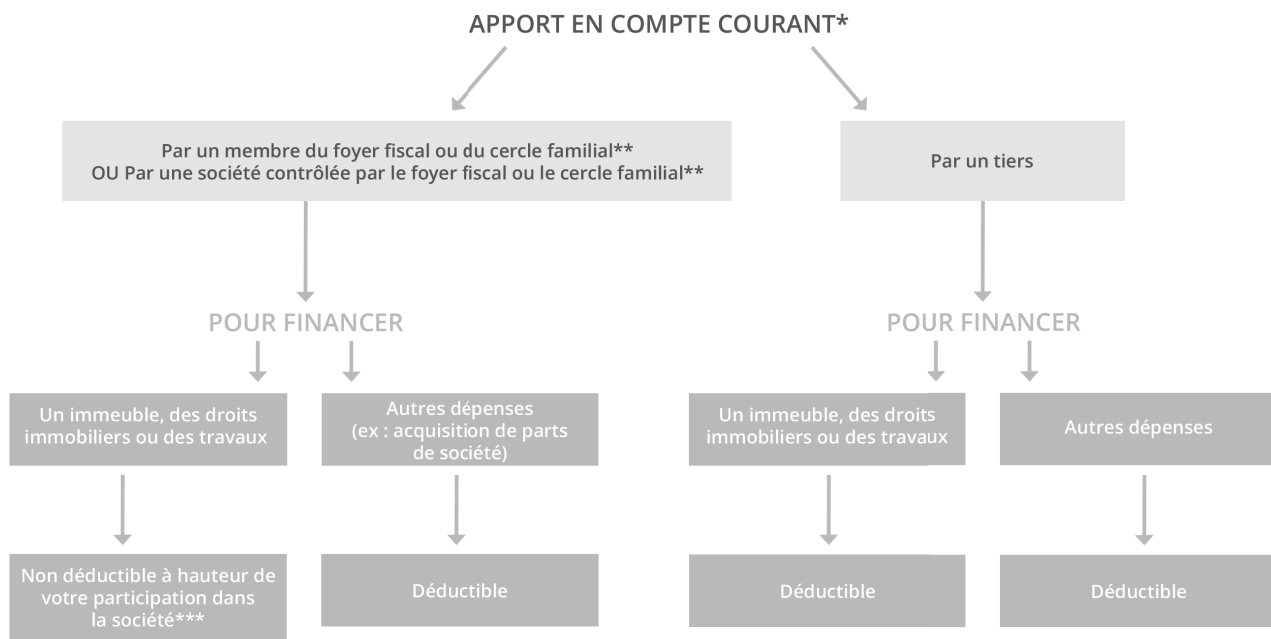 APPORT EN COMPTE COURANT*
Par un membre du foyer fiscal ou du cercle familial**
OU Par une société contrôlée par le foyer fiscal ou le cercle familial**
Par un tiers
POUR FINANCER
POUR FINANCER
Un immeuble, des droits
immobiliers ou des travaux
Autres dépenses
(ex : acquisition de parts
de société)
Un immeuble, des droits
immobiliers ou des travaux
Autres dépenses
Non déductible à hauteur de
votre participation dans
la société***
Déductible
Déductible
Déductible